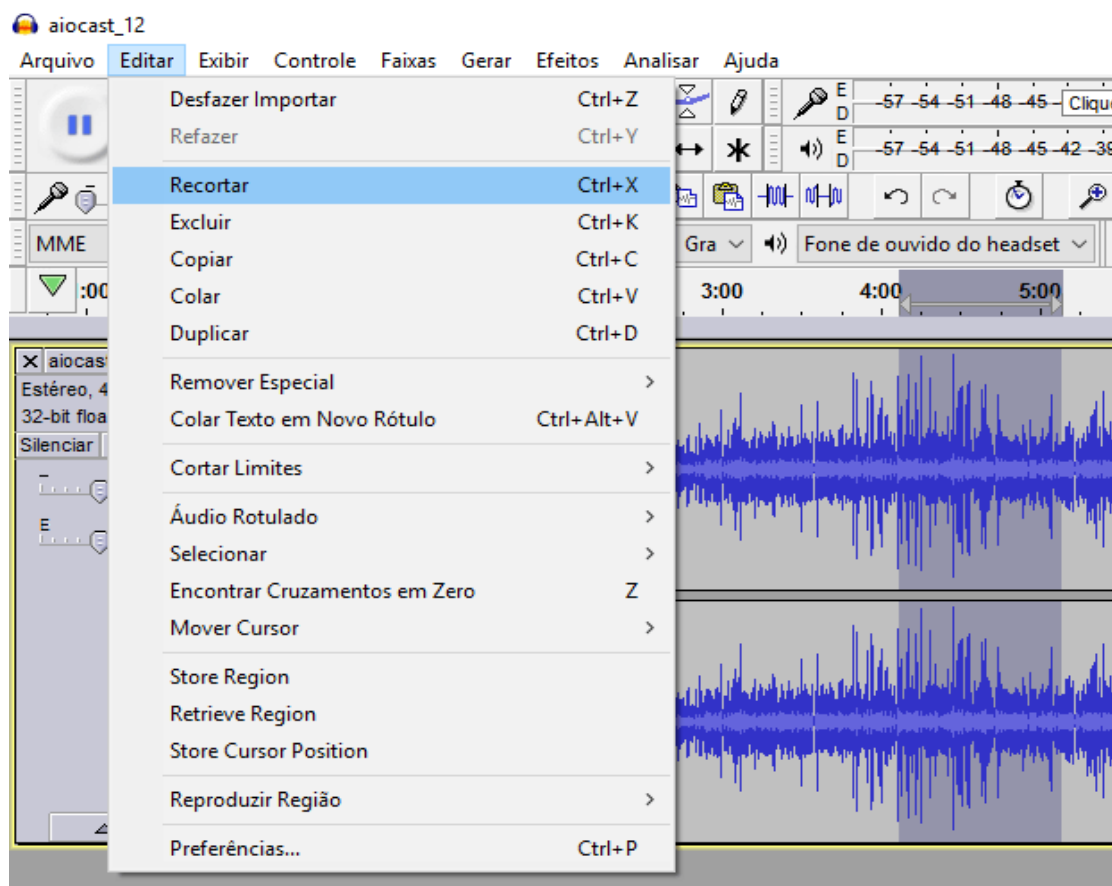 aiocast_12
Arquivo Editar Exibir Controle Faixas Gerar Efeitos Analisar Ajuda
Desfazer Importar Ctrl+Z
Refazer Ctrl+Y
Recortar Ctrl+X
Excluir Ctrl+K
Copiar Ctrl+C
Colar Ctrl+V
Duplicar Ctrl+D
Remover Especial
Colar Texto em Novo Rótulo Ctrl+Alt+V
Cortar Limites
Áudio Rotulado
Selecionar
Encontrar Cruzamentos em Zero Z
Mover Cursor
Store Region
Retrieve Region
Store Cursor Position
Reproduzir Região
Preferências... Ctrl+P
E
D
-57 -54 -51 -48 -45 - Clique
E
D
-57 -54 -51 -48 -45 -42 -39
MME
Gra
Fone de ouvido do headset
:00 3:00 4:00 5:00
X aiocas
Estéreo, 4
32-bit floa
Silenciar
E